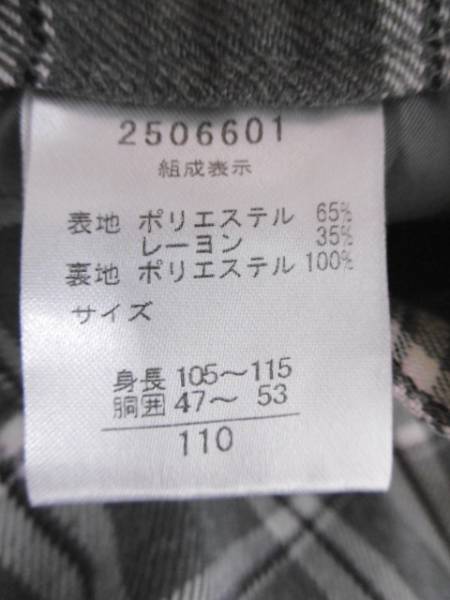 2506601
組成表示
表地 ポリエステル 65%
レーヨン 35%
裏地 ポリエステル 100%
サイズ
身長 105～115
胴囲 47～ 53
110